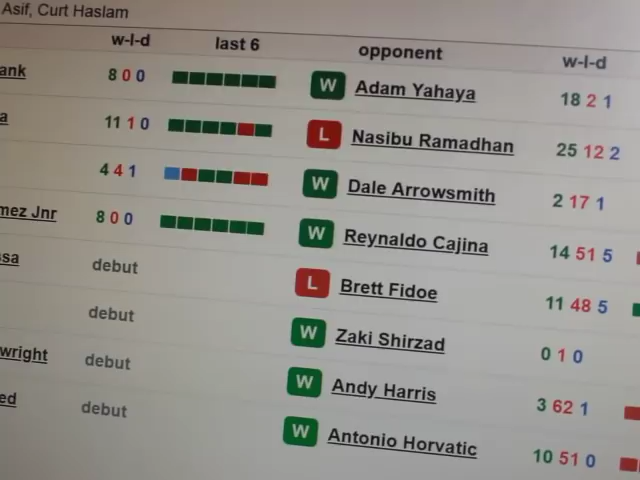 Asif, Curt Haslam
w-l-d last 6 opponent w-l-d
ank 8 0 0 W Adam Yahaya 18 2 1
a 11 1 0 L Nasibu Ramadhan 25 12 2
4 4 1 W Dale Arrowsmith 2 17 1
mez Jnr 8 0 0 W Reynaldo Cajina 14 51 5
ssa debut L Brett Fidoe 11 48 5
debut W Zaki Shirzad 0 1 0
wright debut W Andy Harris 3 62 1
ed debut W Antonio Horvatic 10 51 0